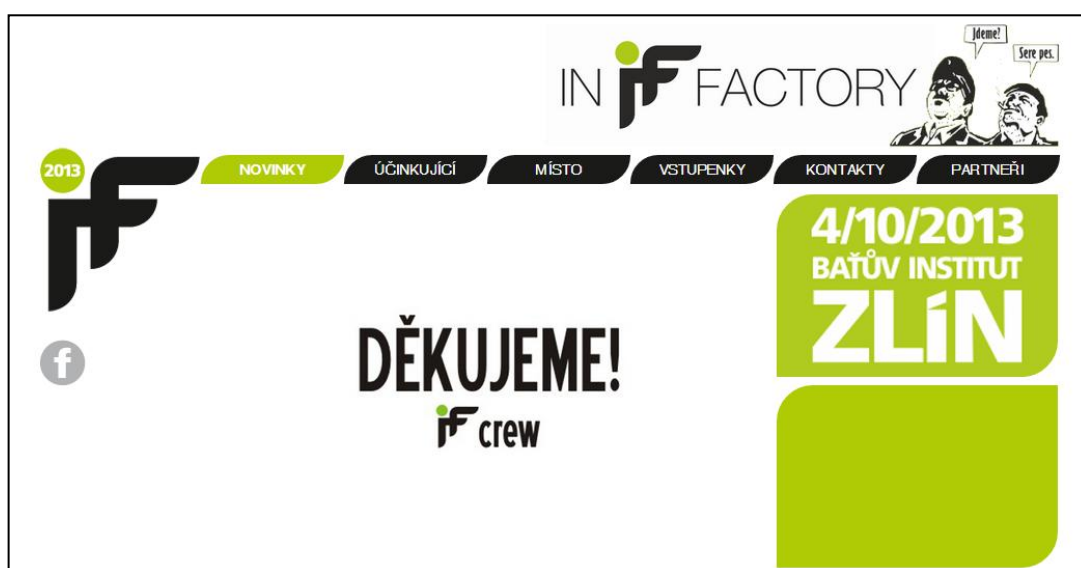 Jdeme?
Sere pes.
IN iF FACTORY
2013
NOVINKY
ÚČINKUJÍCÍ
MÍSTO
VSTUPENKY
KONTAKTY
PARTNEŘI
4/10/2013
BAŤŮV INSTITUT
ZLíN
f
DĚKUJEME!
iF crew